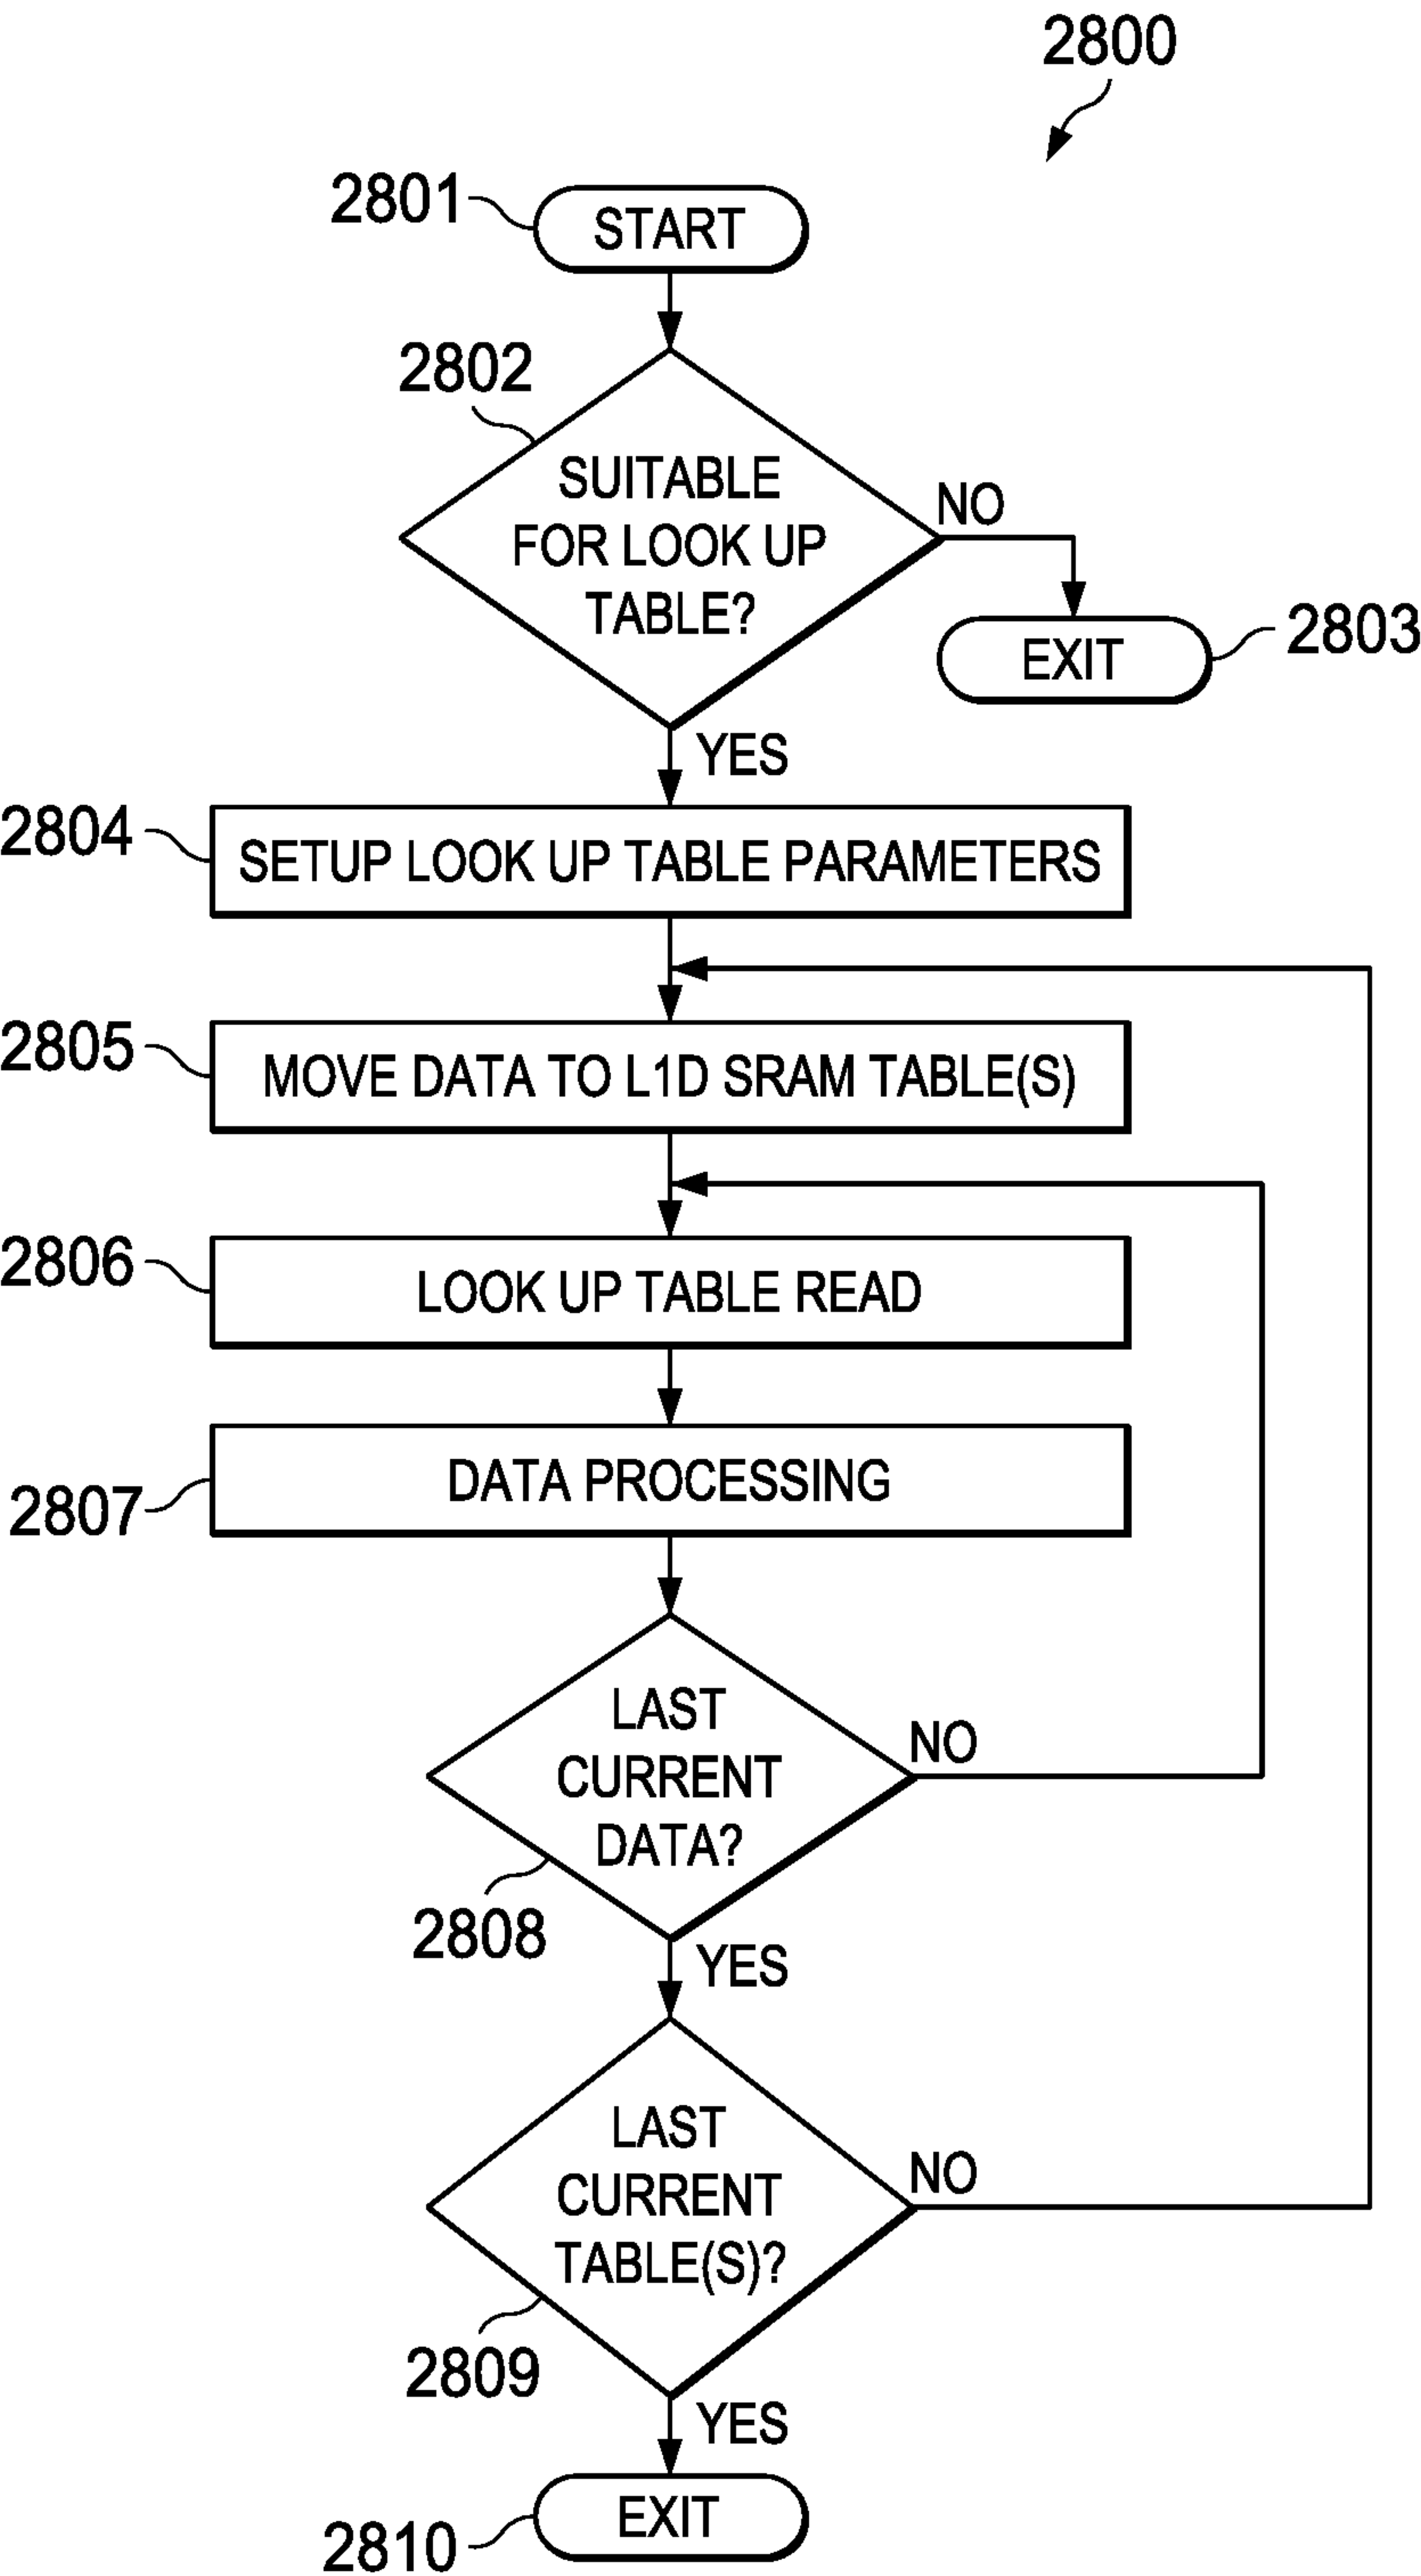 2800
2801
START
2802
SUITABLE
FOR LOOK UP
TABLE?
NO
EXIT
2803
YES
2804
SETUP LOOK UP TABLE PARAMETERS
2805
MOVE DATA TO L1D SRAM TABLE(S)
2806
LOOK UP TABLE READ
2807
DATA PROCESSING
LAST
CURRENT
DATA?
NO
2808
YES
LAST
CURRENT
TABLE(S)?
NO
2809
YES
EXIT
2810